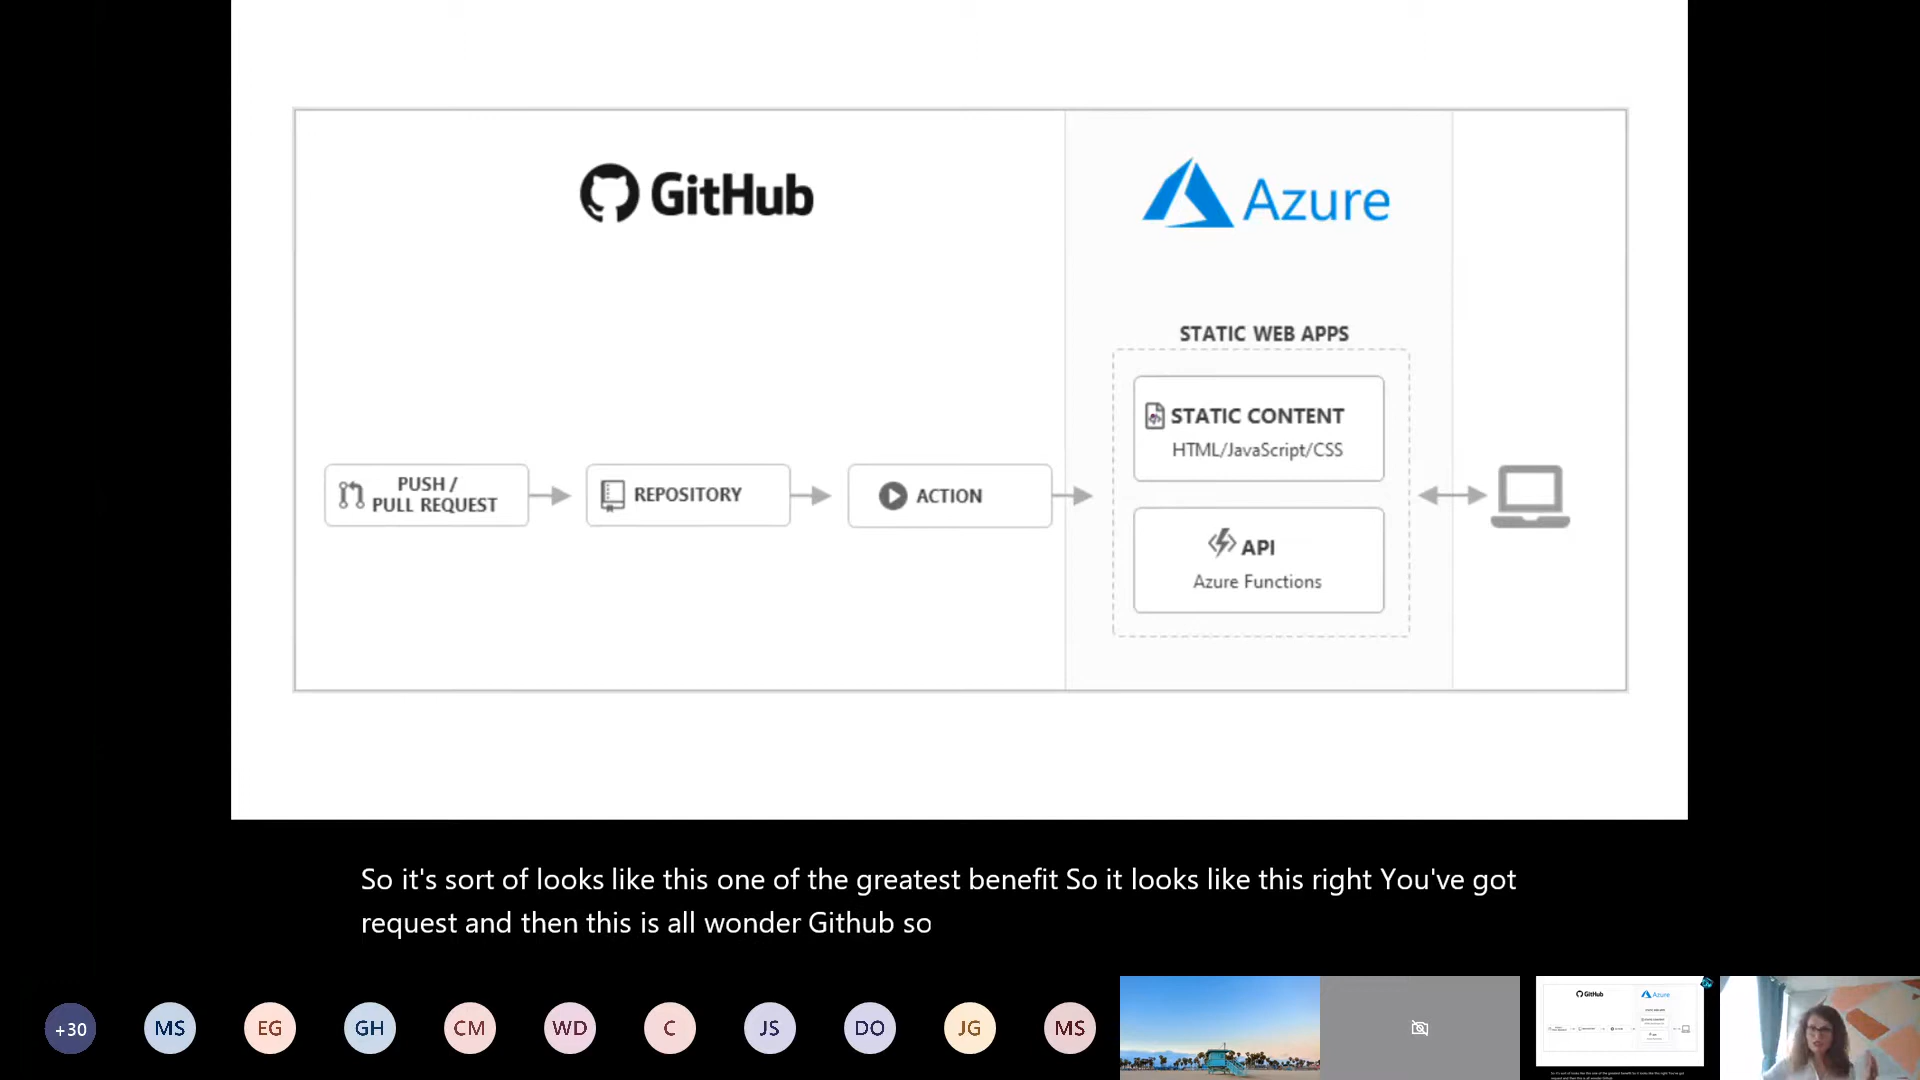 GitHub
Azure
STATIC WEB APPS
STATIC CONTENT
HTML/JavaScript/CSS
PUSH /
PULL REQUEST
REPOSITORY
ACTION
API
Azure Functions
So it's sort of looks like this one of the greatest benefit So it looks like this right You've got
request and then this is all wonder Github so
+30
MS
EG
GH
CM
WD
C
JS
DO
JG
MS
GitHub
Azure